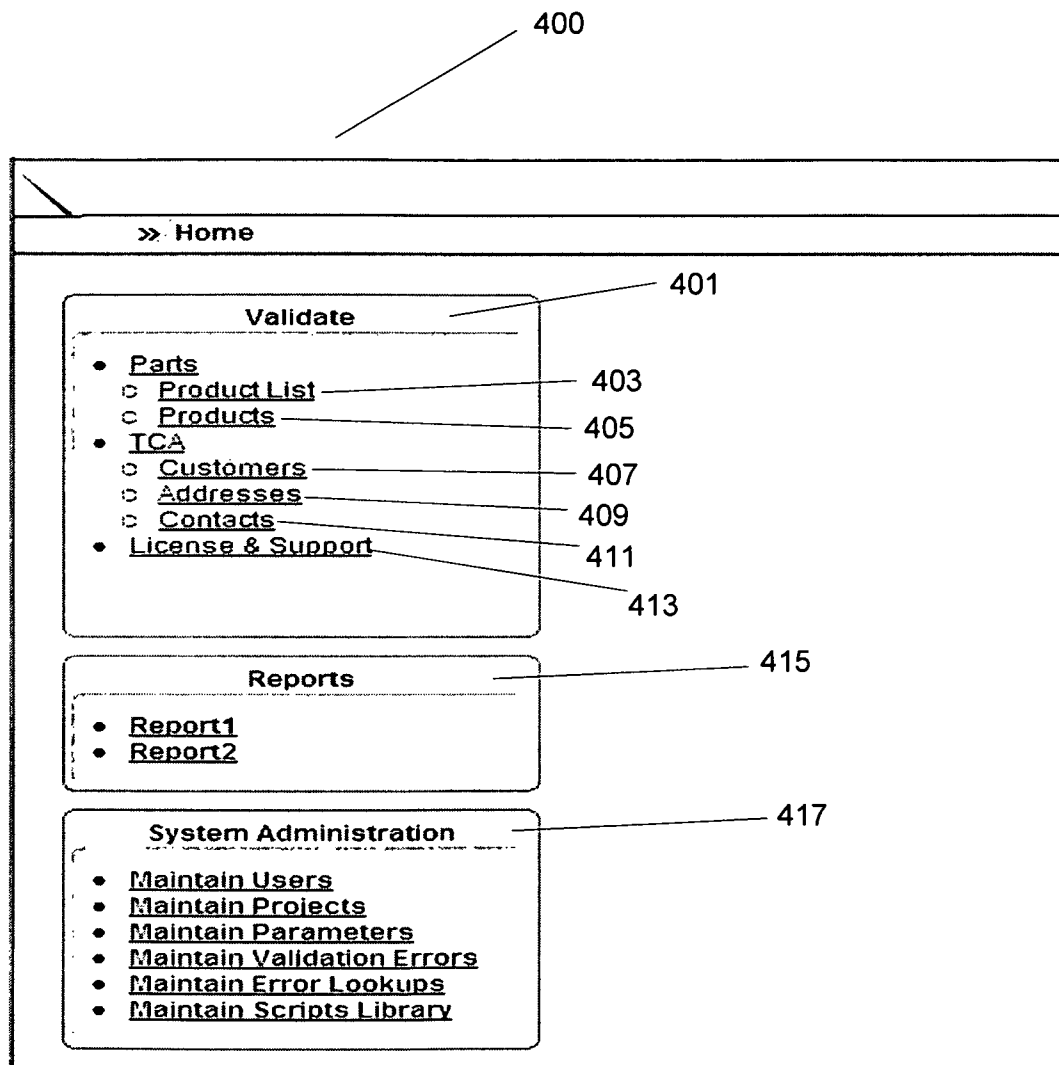 400
» Home
Validate 401
• Parts
○ Product List 403
○ Products 405
• TCA
○ Customers 407
○ Addresses 409
○ Contacts 411
• License & Support 413
Reports 415
• Report1
• Report2
System Administration 417
• Maintain Users
• Maintain Projects
• Maintain Parameters
• Maintain Validation Errors
• Maintain Error Lookups
• Maintain Scripts Library